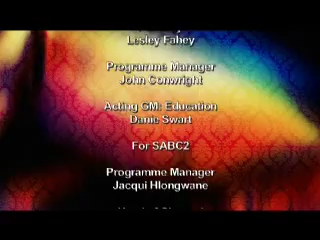 Lesley Fahey
Programme Manager
John Conwright
Acting GM: Education
Danie Swart
For SABC2
Programme Manager
Jacqui Hlongwane